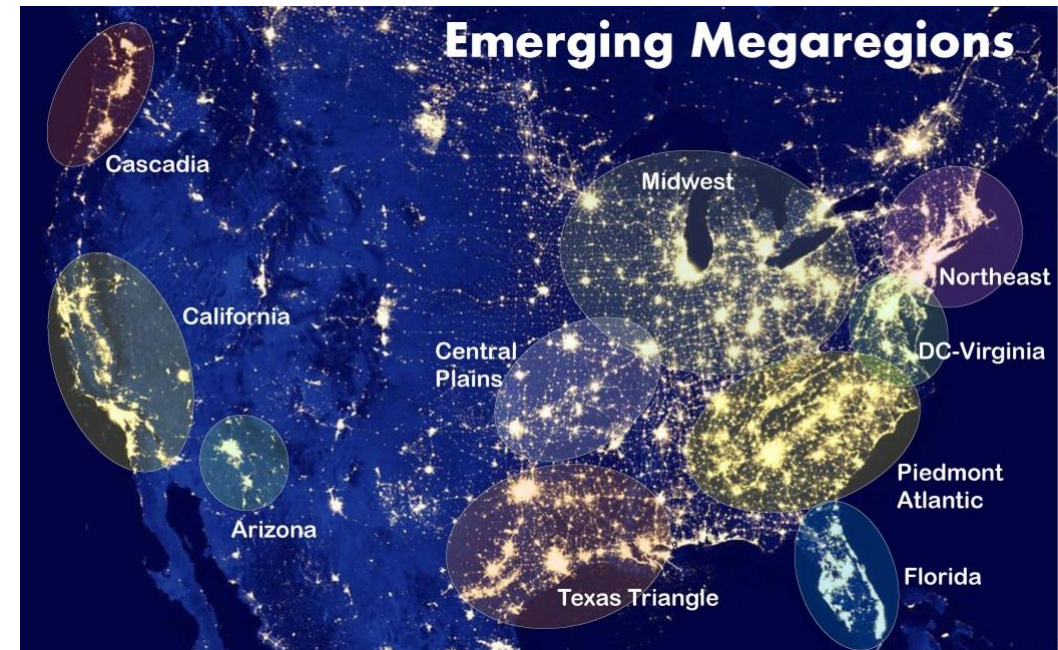 Emerging Megaregions
Cascadia
Midwest
Northeast
California
Central
Plains
DC-Virginia
Piedmont
Atlantic
Arizona
Florida
Texas Triangle